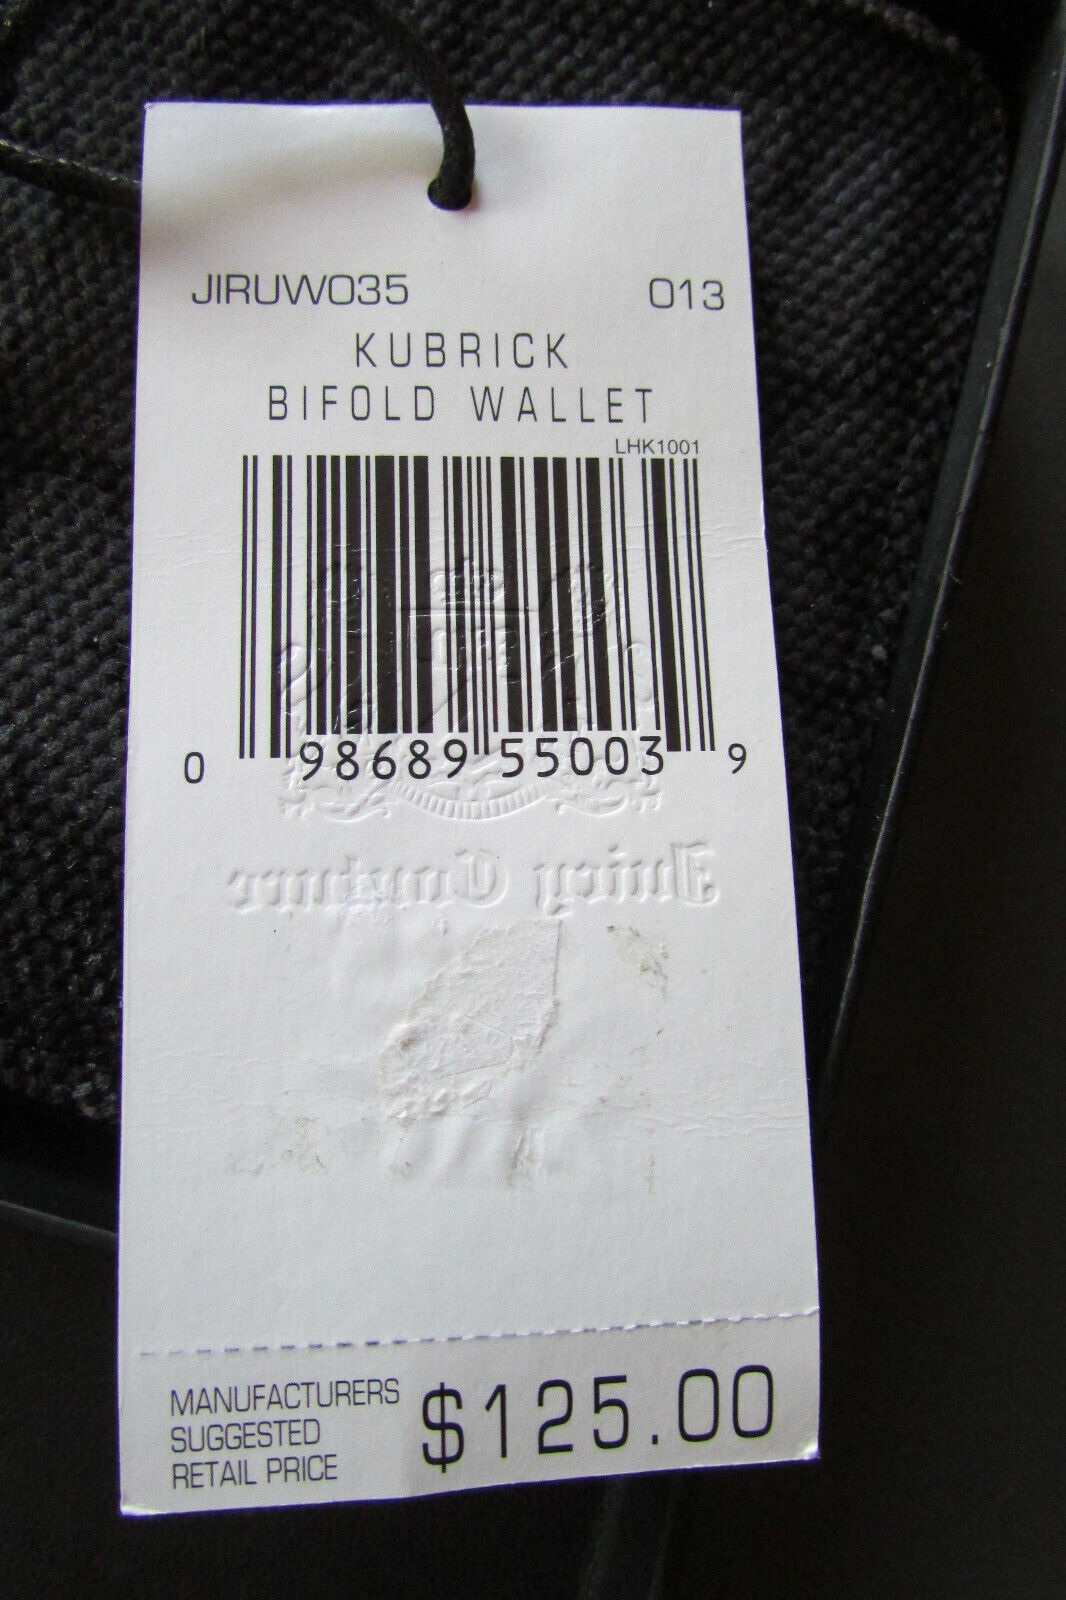 JIRUW035 013
KUBRICK
BIFOLD WALLET
LHK1001
0 98689 55003 9
Juicy Couture
MANUFACTURERS
SUGGESTED
RETAIL PRICE
$125.00